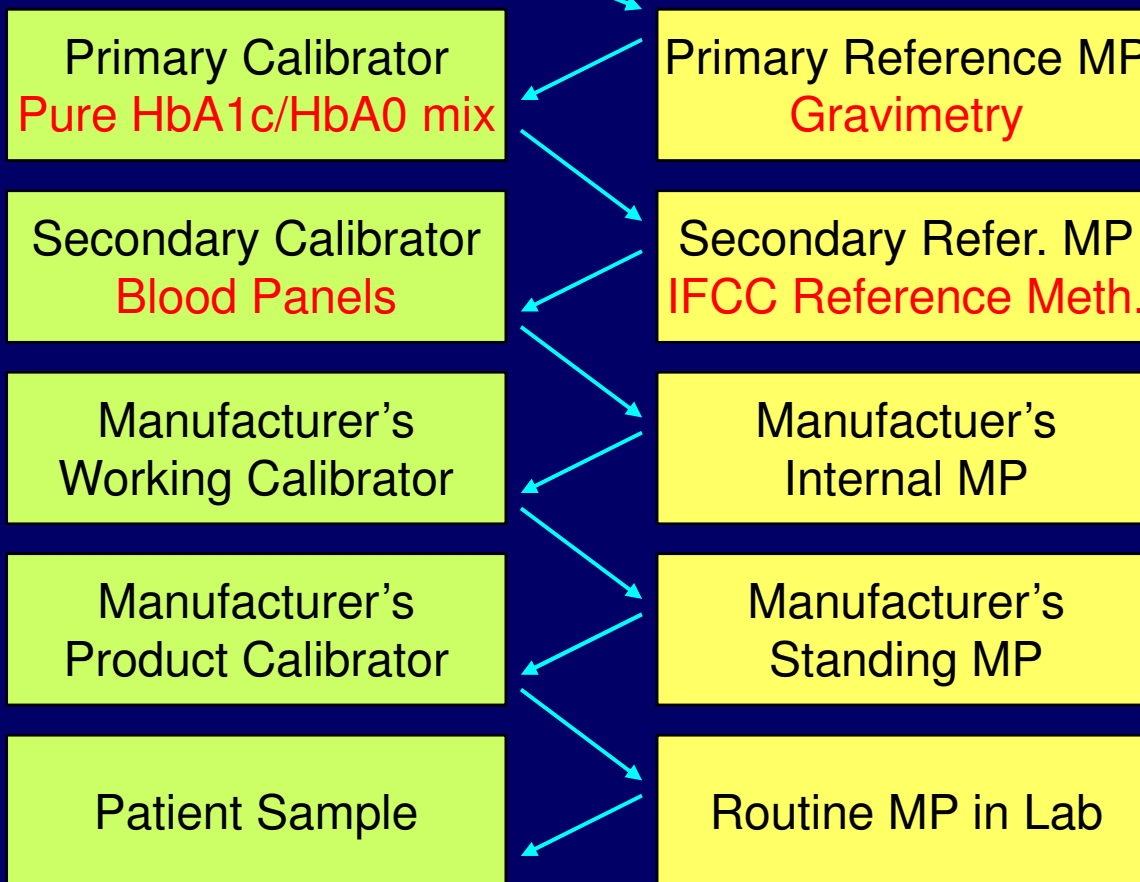 Primary Calibrator
Pure HbA1c/HbA0 mix
Primary Reference MP
Gravimetry
Secondary Calibrator
Blood Panels
Secondary Refer. MP
IFCC Reference Meth.
Manufacturer's
Working Calibrator
Manufactuer's
Internal MP
Manufacturer's
Product Calibrator
Manufacturer's
Standing MP
Patient Sample
Routine MP in Lab